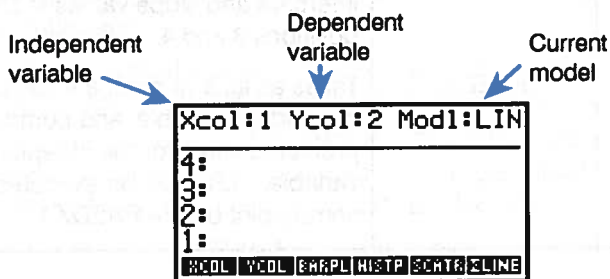 Independent
variable
Dependent
variable
Current
model
Xcol:1 Ycol:2 Modl:LIN
4:
3:
2:
1:
XCOL YCOL BARPL HISTP SCATR ΣLINE